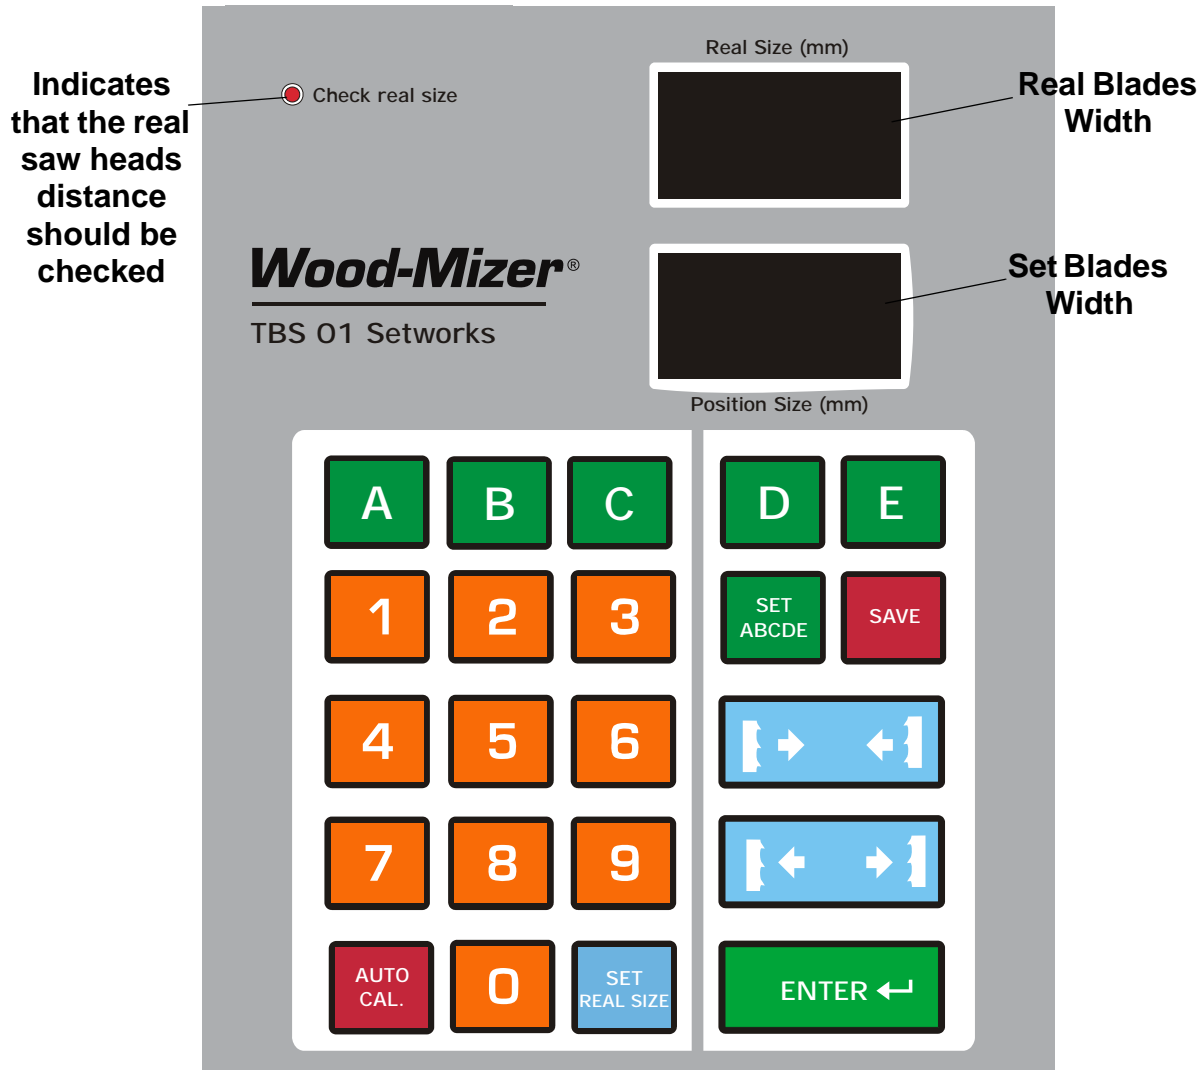 Real Size (mm)
Indicates
that the real
saw heads
distance
should be
checked
Check real size
Real Blades
Width
Wood-Mizer®
TBS 01 Setworks
Set Blades
Width
Position Size (mm)
A B C D E
1 2 3
SET
ABCDE
SAVE
4 5 6
7 8 9
AUTO
CAL.
0
SET
REAL SIZE
ENTER